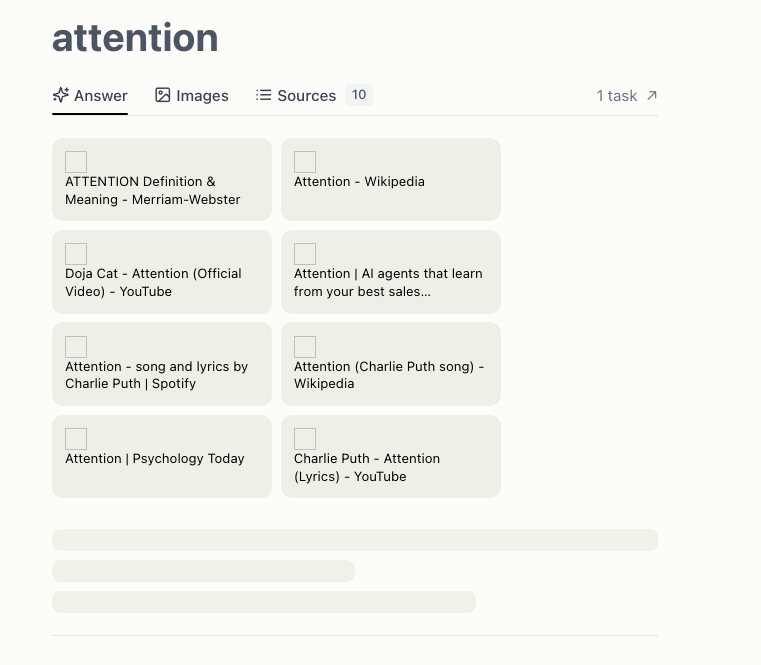 attention
Answer
Images
Sources 10
1 task
ATTENTION Definition &
Meaning - Merriam-Webster
Attention - Wikipedia
Doja Cat - Attention (Official
Video) - YouTube
Attention | AI agents that learn
from your best sales...
Attention - song and lyrics by
Charlie Puth | Spotify
Attention (Charlie Puth song) -
Wikipedia
Attention | Psychology Today
Charlie Puth - Attention
(Lyrics) - YouTube